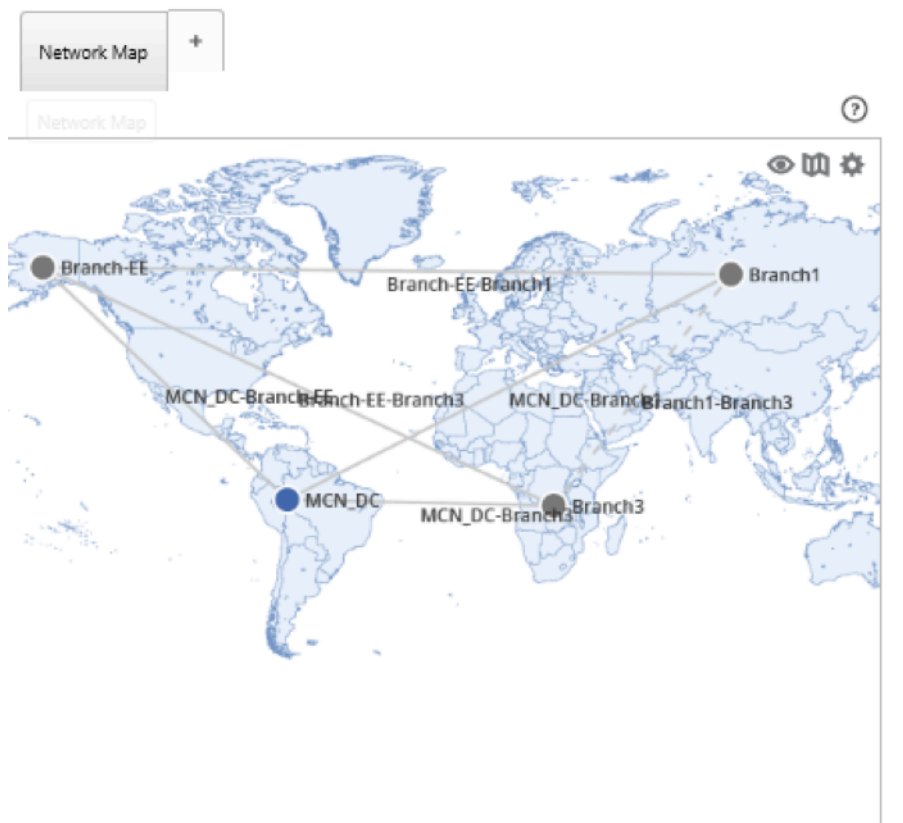 Network Map
+
Network Map
?
Branch-EE
Branch1
Branch-EE-Branch1
MCN_DC-Branch-EE
Branch-EE-Branch3
MCN_DC-Branch1
Branch1-Branch3
MCN_DC
Branch3
MCN_DC-Branch3